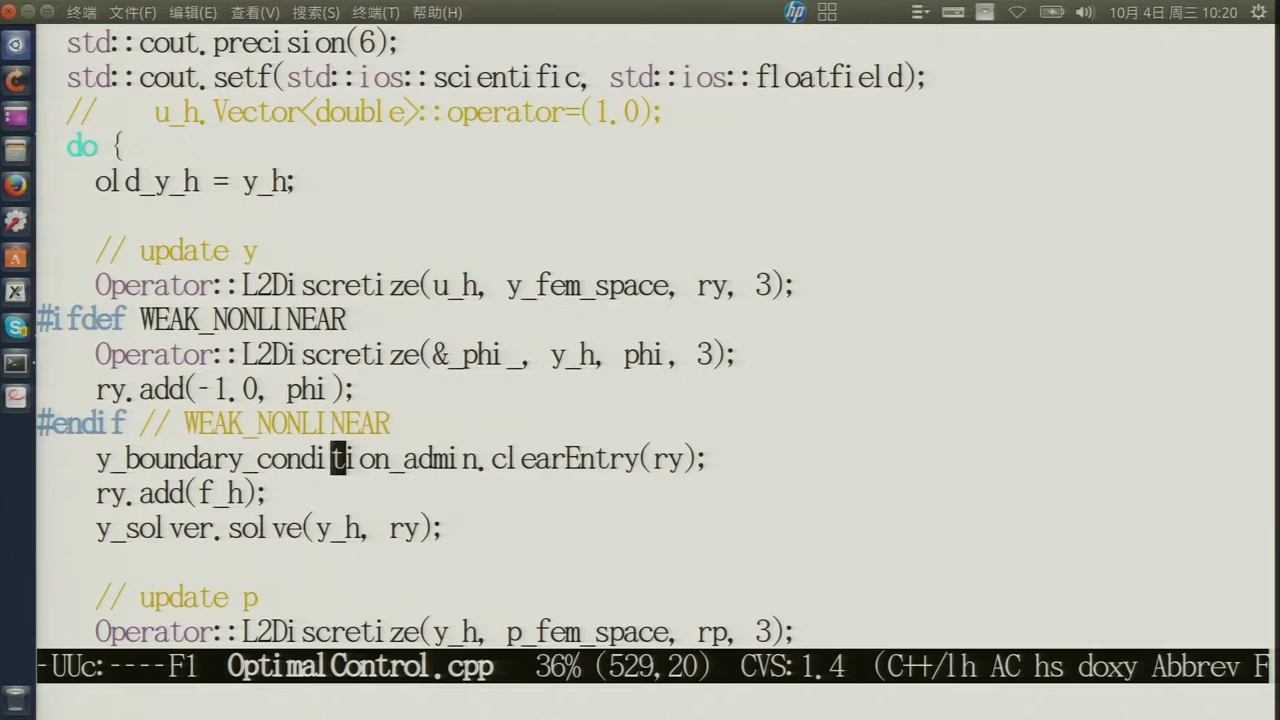 终端 文件(F) 编辑(E) 查看(V) 搜索(S) 终端(T) 帮助(H) 10月 4日 周三 10:20
std::cout.precision(6);
std::cout.setf(std::ios::scientific, std::ios::floatfield);
// u_h.Vector<double>::operator=(1.0);
do {
old_y_h = y_h;
// update y
Operator::L2Discretize(u_h, y_fem_space, ry, 3);
#ifdef WEAK_NONLINEAR
Operator::L2Discretize(&_phi_, y_h, phi, 3);
ry.add(-1.0, phi);
#endif // WEAK_NONLINEAR
y_boundary_condition_admin.clearEntry(ry);
ry.add(f_h);
y_solver.solve(y_h, ry);
// update p
Operator::L2Discretize(y_h, p_fem_space, rp, 3);
-UUc:----F1 OptimalControl.cpp 36% (529,20) CVS:1.4 (C++/lh AC hs doxy Abbrev F